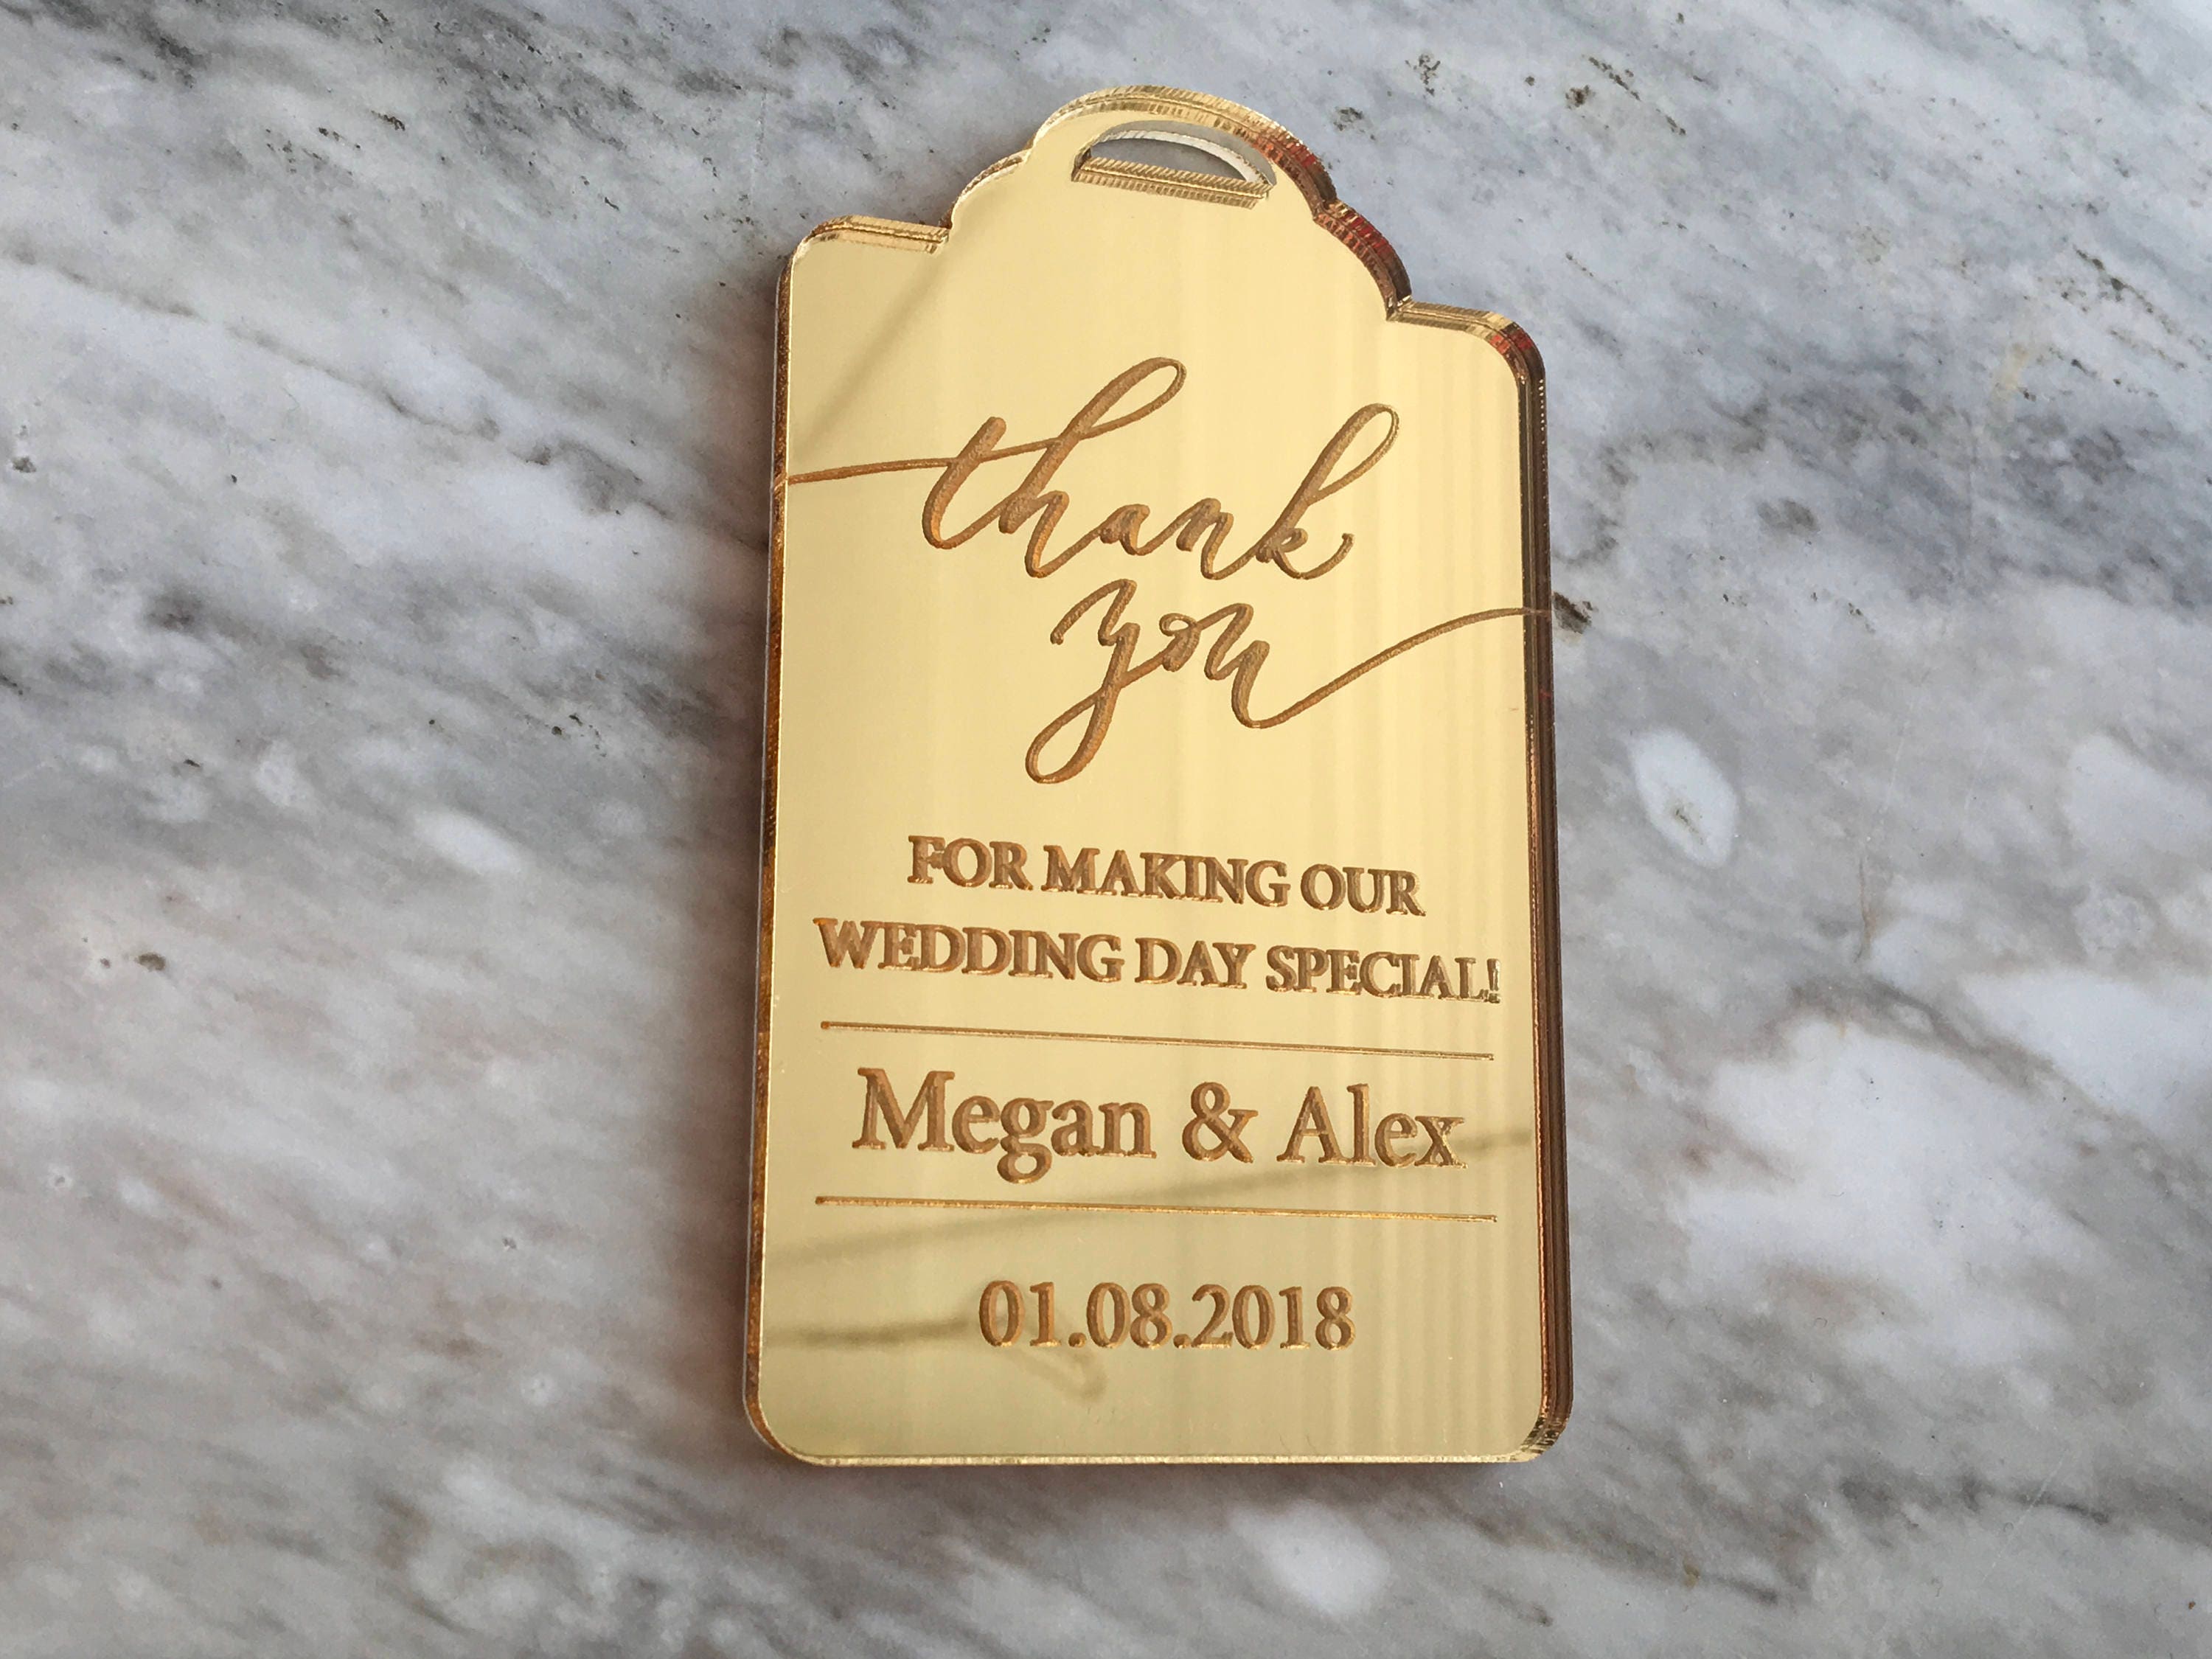 thank
you
FOR MAKING OUR
WEDDING DAY SPECIAL!
Megan & Alex
01.08.2018